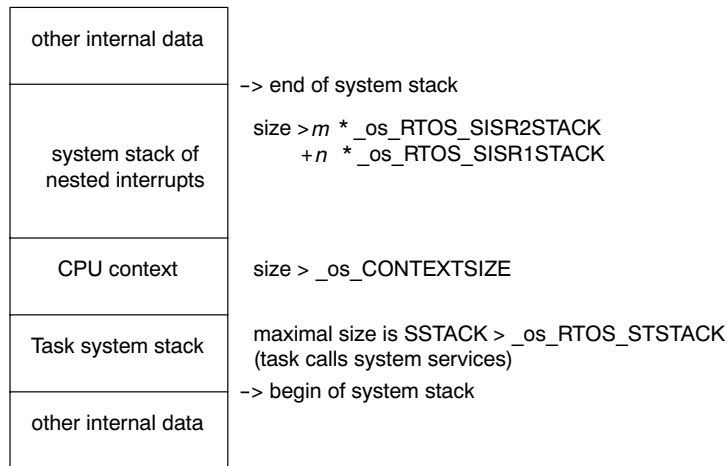 other internal data
–> end of system stack
size >m * _os_RTOS_SISR2STACK
+n * _os_RTOS_SISR1STACK
system stack of
nested interrupts
CPU context
size > _os_CONTEXTSIZE
maximal size is SSTACK > _os_RTOS_STSTACK
Task system stack
(task calls system services)
–> begin of system stack
other internal data